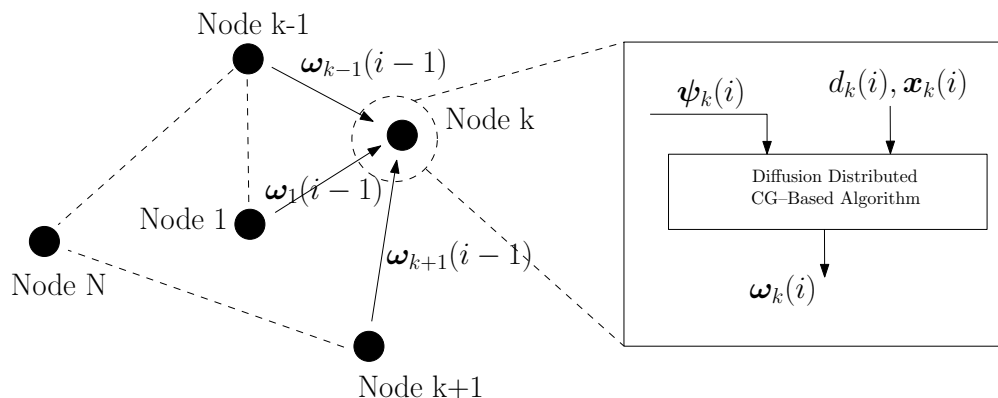 Node k-1
ω_{k−1}(i − 1)
Node k
ω_1(i−1)
Node 1
ω_{k+1}(i − 1)
Node N
Node k+1
ψ_k(i)
d_k(i), x_k(i)
Diffusion Distributed
CG–Based Algorithm
ω_k(i)